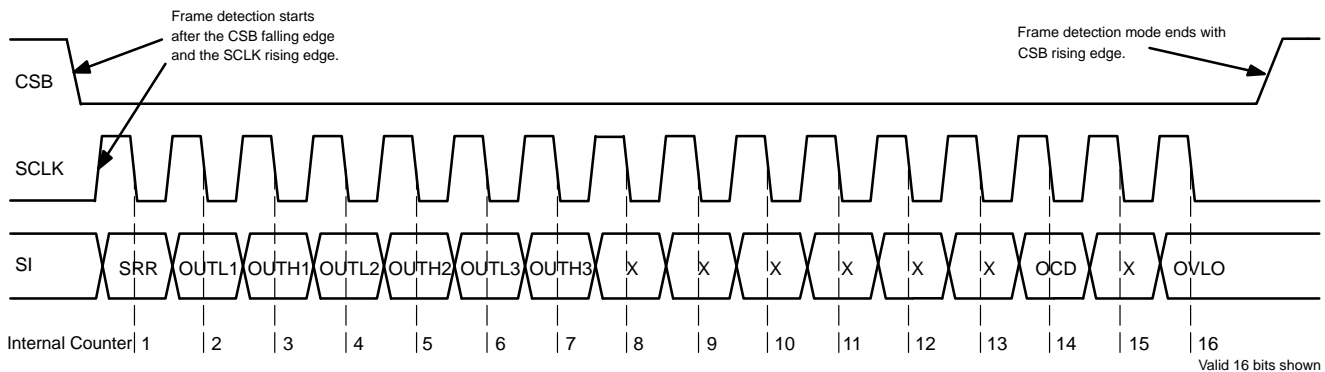 Frame detection starts
after the CSB falling edge
and the SCLK rising edge.
Frame detection mode ends with
CSB rising edge.
CSB
SCLK
SI SRR OUTL1 OUTH1 OUTL2 OUTH2 OUTL3 OUTH3 X X X X X X OCD X OVLO
Internal Counter 1 2 3 4 5 6 7 8 9 10 11 12 13 14 15 16
Valid 16 bits shown